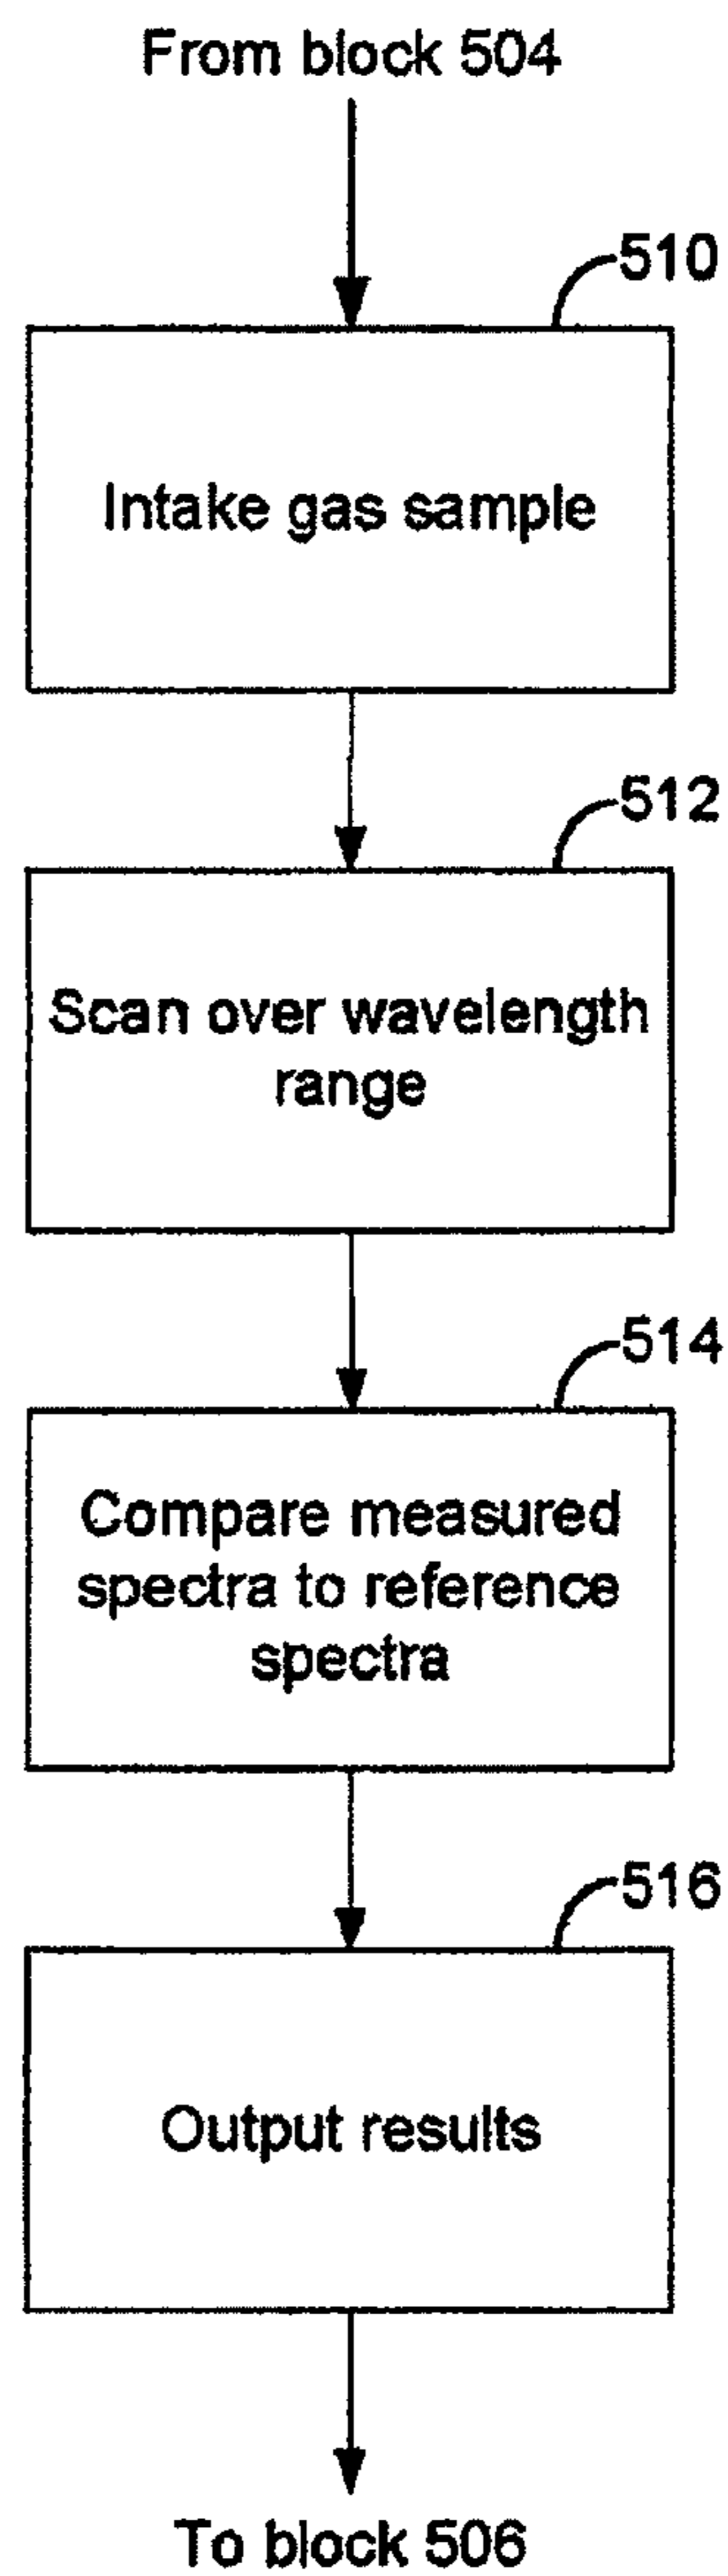 From block 504
510
Intake gas sample
512
Scan over wavelength
range
514
Compare measured
spectra to reference
spectra
516
Output results
To block 506